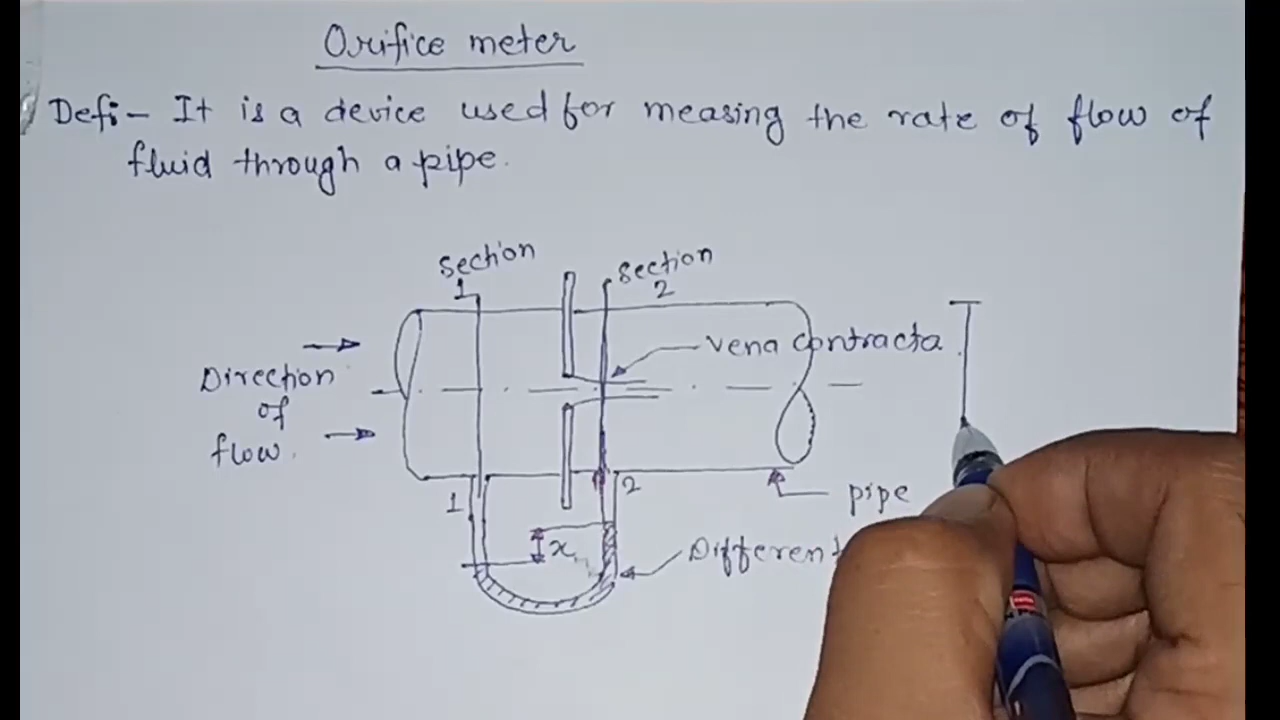 Orifice meter
Defi:- It is a device used for measing the rate of flow of
fluid through a pipe.
Section
1
Section
2
Vena contracta
Direction
of
flow.
1
2
pipe
x
Different